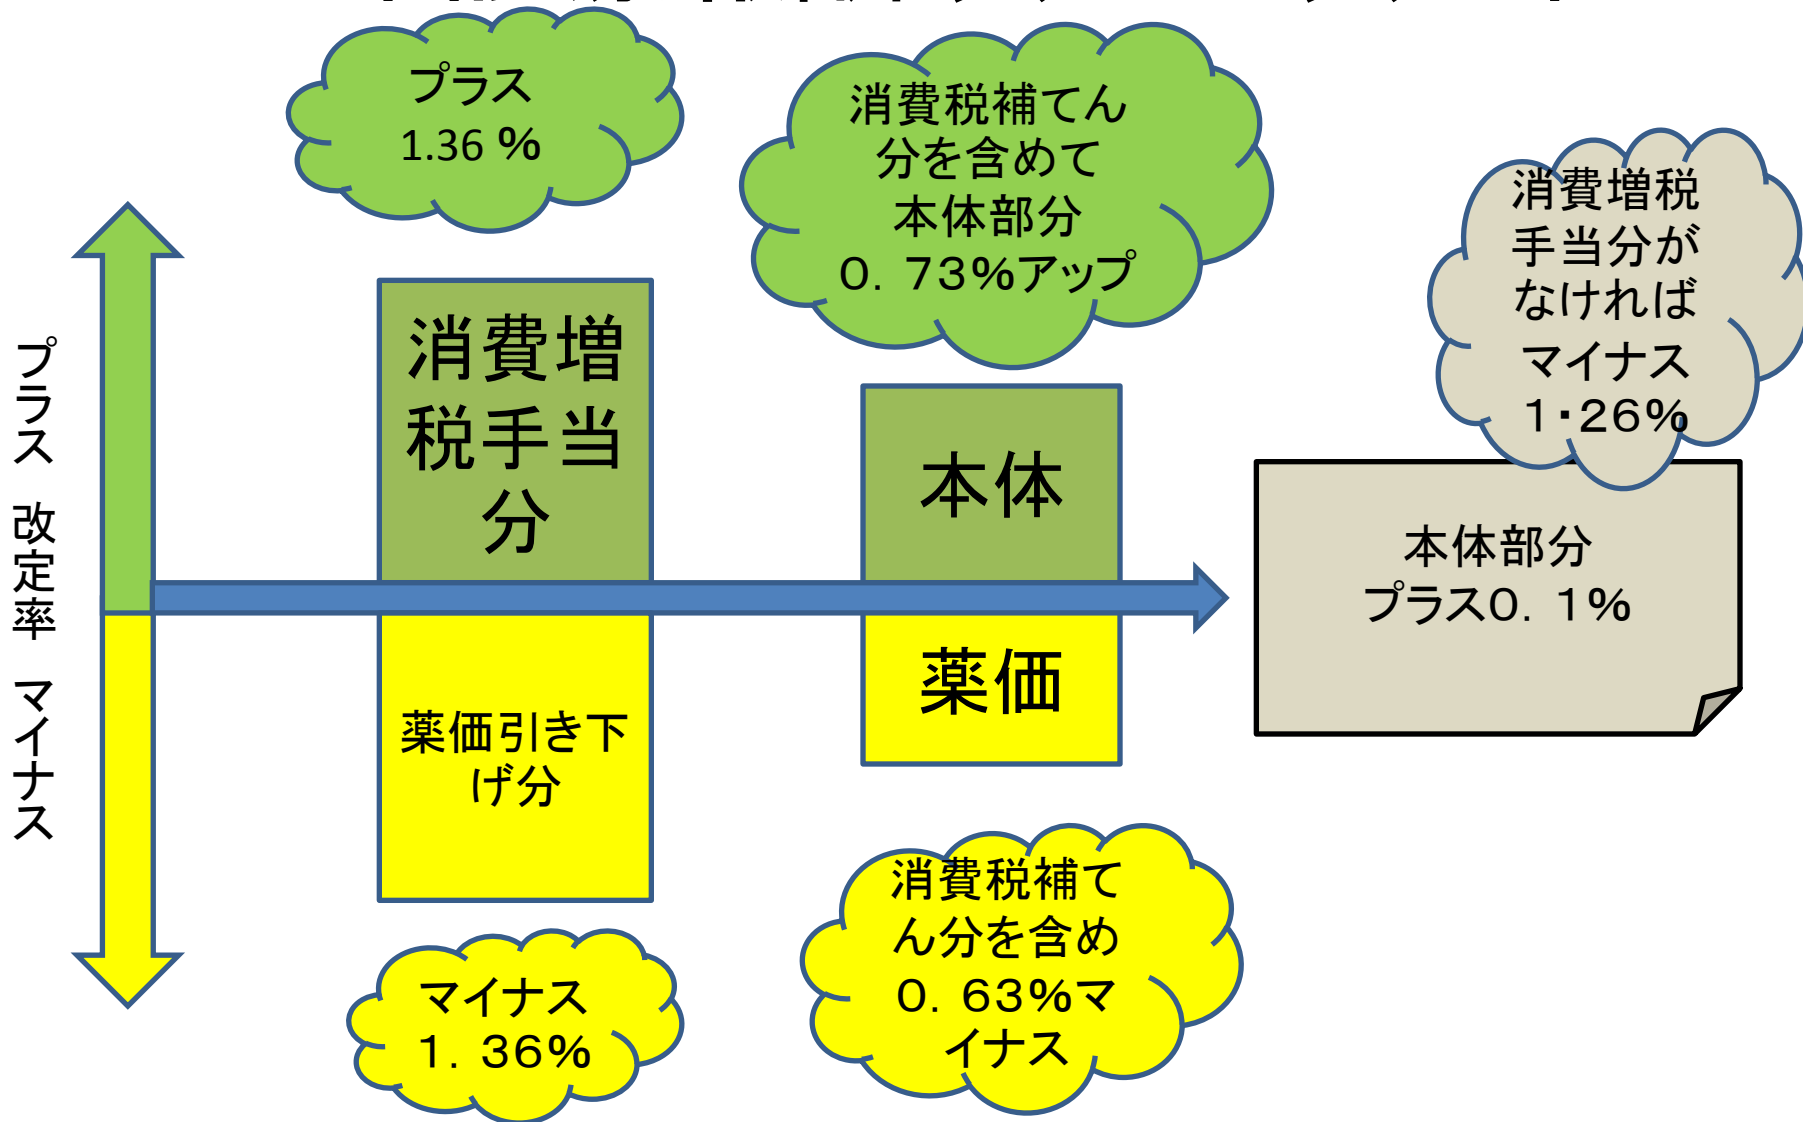 プラス
1.36 %
消費税補てん
分を含めて
本体部分
０．７３％アップ
消費増税
手当分が
なければ
マイナス
１・２６％
プラス 改定率 マイナス
消費増
税手当
分
本体
本体部分
プラス０．１％
薬価引き下
げ分
薬価
マイナス
１．３６％
消費税補て
ん分を含め
０．６３％マ
イナス